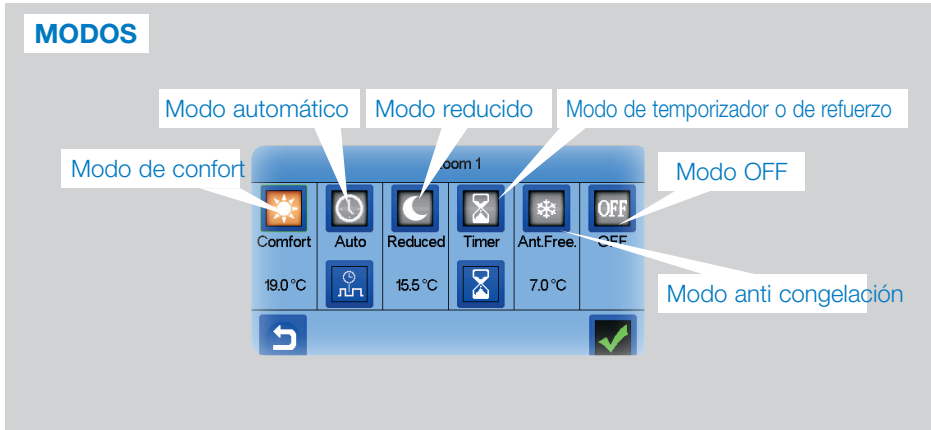 MODOS
Modo automático
Modo reducido
Modo de temporizador o de refuerzo
Modo de confort
Modo OFF
oom 1
OFF
Comfort
Auto
Reduced
Timer
Ant.Free.
OFF
19.0 °C
15.5 °C
7.0 °C
Modo anti congelación